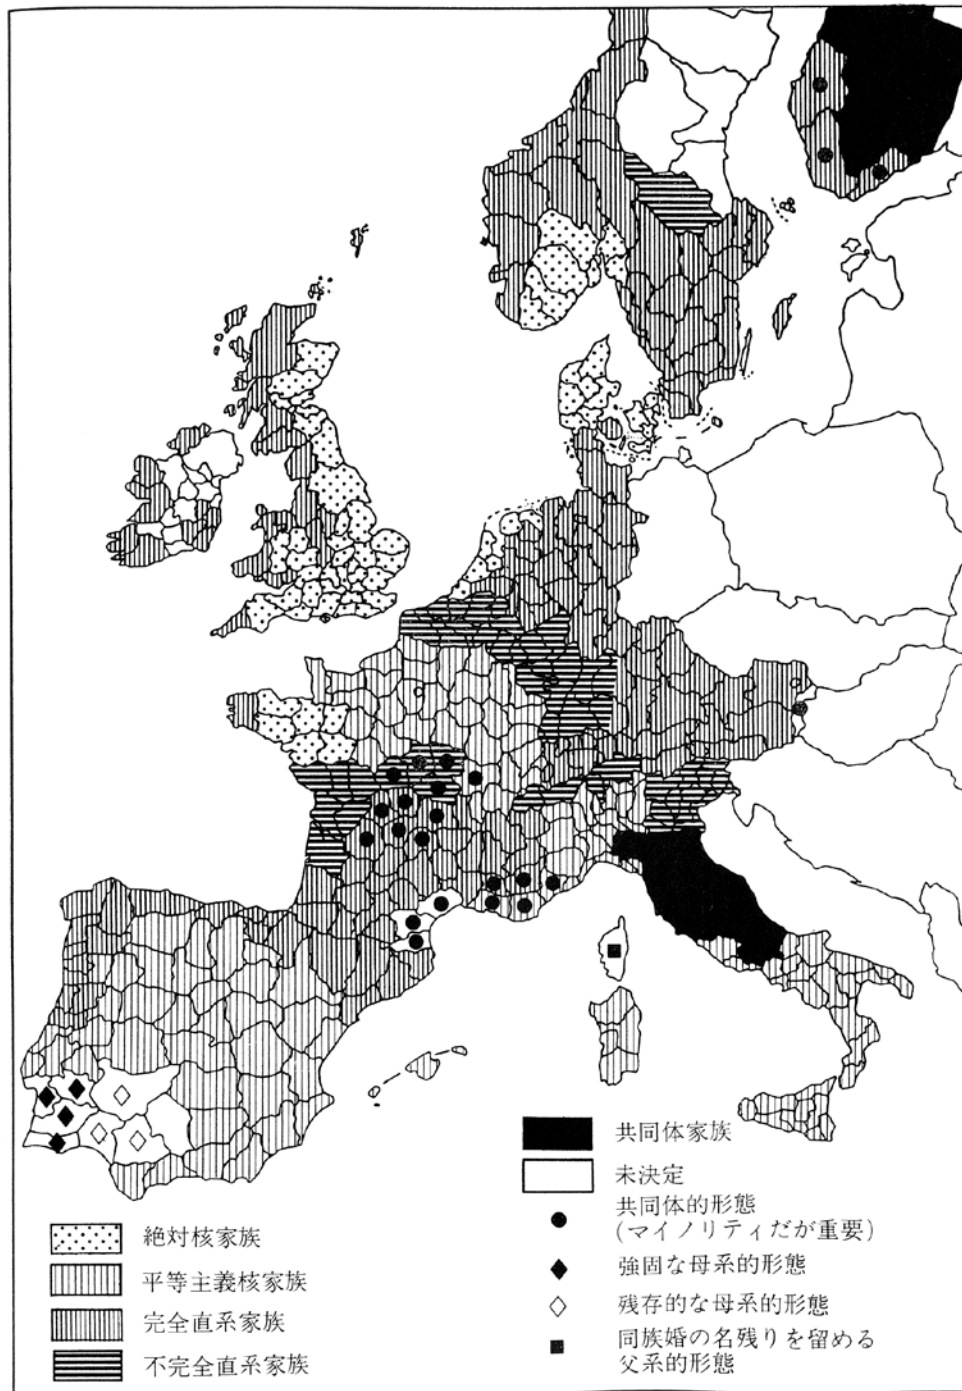 絶対核家族
平等主義核家族
完全直系家族
不完全直系家族
共同体家族
未決定
共同体的形態
(マイノリティだが重要)
強固な母系的形態
残存的な母系的形態
同族婚の名残りを留める
父系的形態